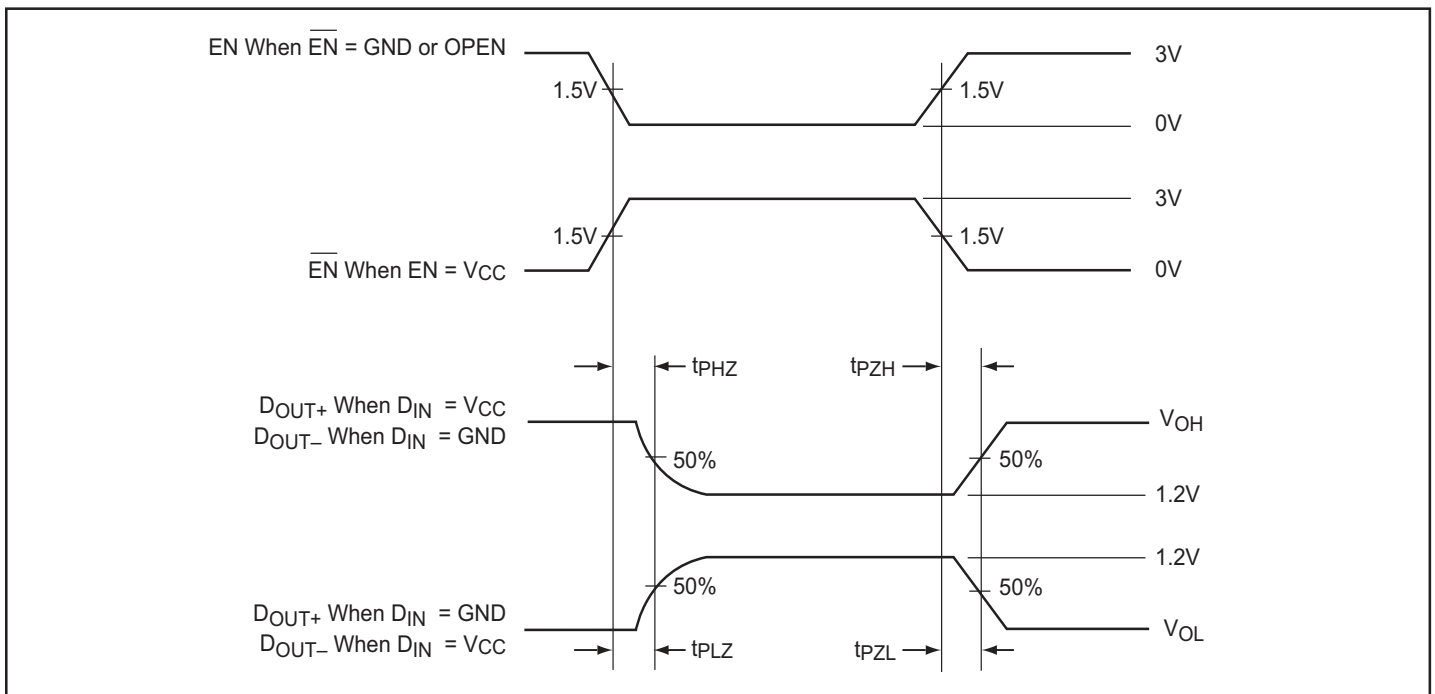 EN When E̅N̅ = GND or OPEN
3V
1.5V
1.5V
0V
3V
1.5V
1.5V
E̅N̅ When EN = VCC
0V
tPHZ
tPZH
DOUT+ When DIN = VCC
DOUT– When DIN = GND
VOH
50%
50%
1.2V
1.2V
50%
50%
DOUT+ When DIN = GND
DOUT– When DIN = VCC
VOL
tPLZ
tPZL